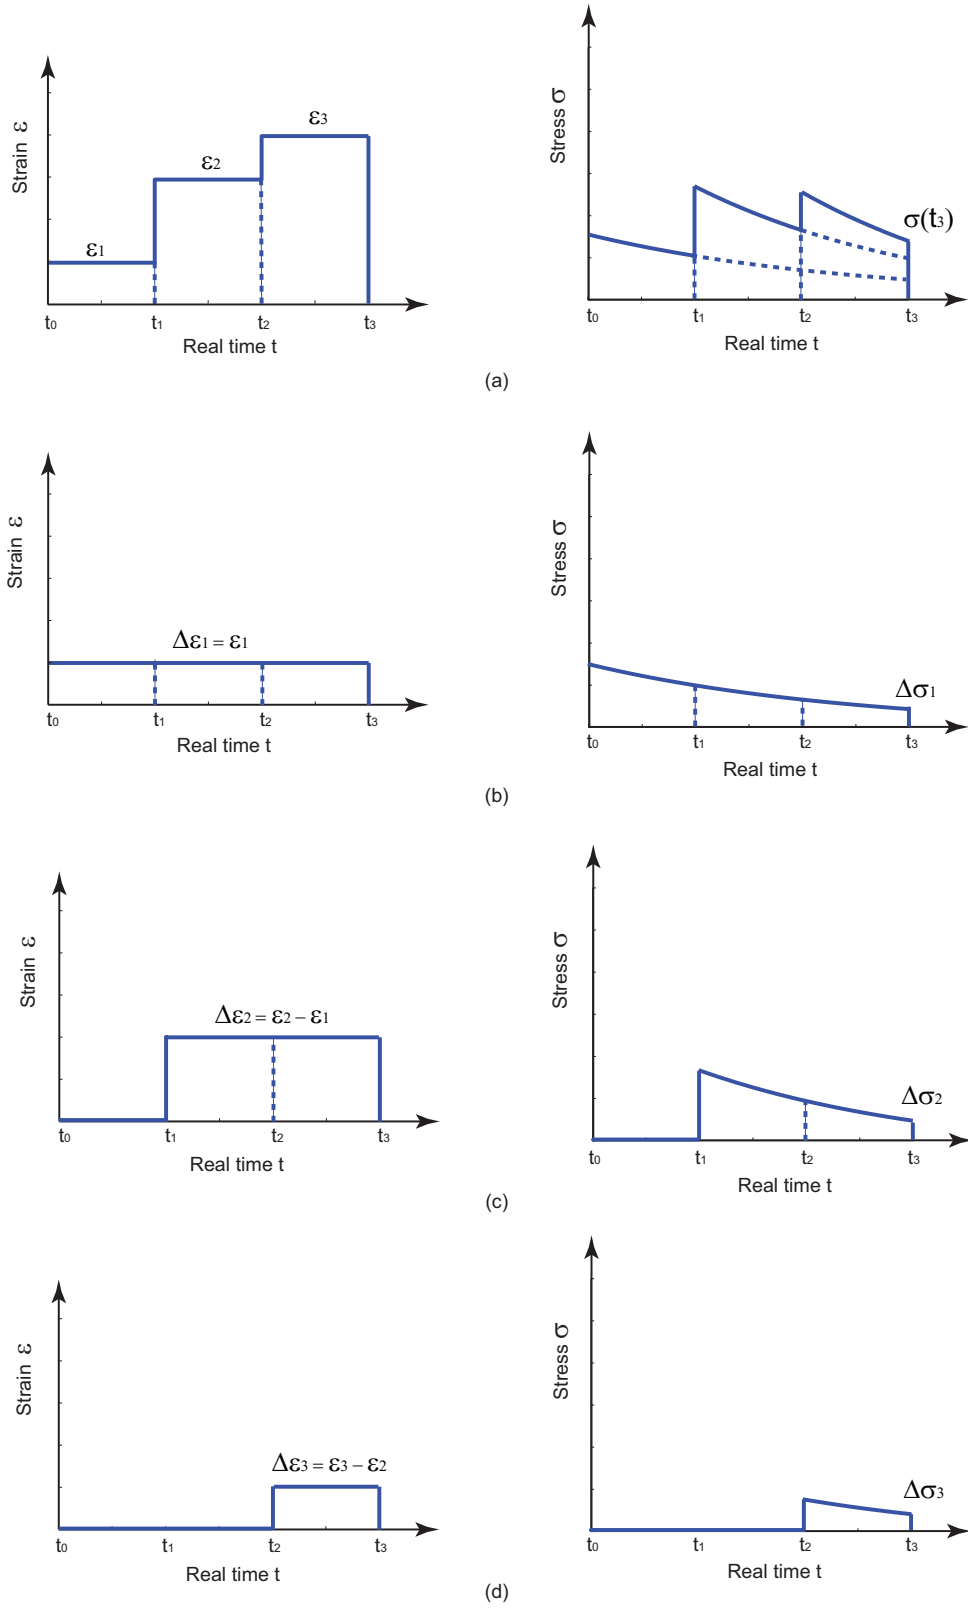 Strain ε
ε1
ε2
ε3
t0 t1 t2 t3
Real time t
Stress σ
σ(t3)
t0 t1 t2 t3
Real time t
(a)
Strain ε
Δε1 = ε1
t0 t1 t2 t3
Real time t
Stress σ
Δσ1
t0 t1 t2 t3
Real time t
(b)
Strain ε
Δε2 = ε2 – ε1
t0 t1 t2 t3
Real time t
Stress σ
Δσ2
t0 t1 t2 t3
Real time t
(c)
Strain ε
Δε3 = ε3 – ε2
t0 t1 t2 t3
Real time t
Stress σ
Δσ3
t0 t1 t2 t3
Real time t
(d)